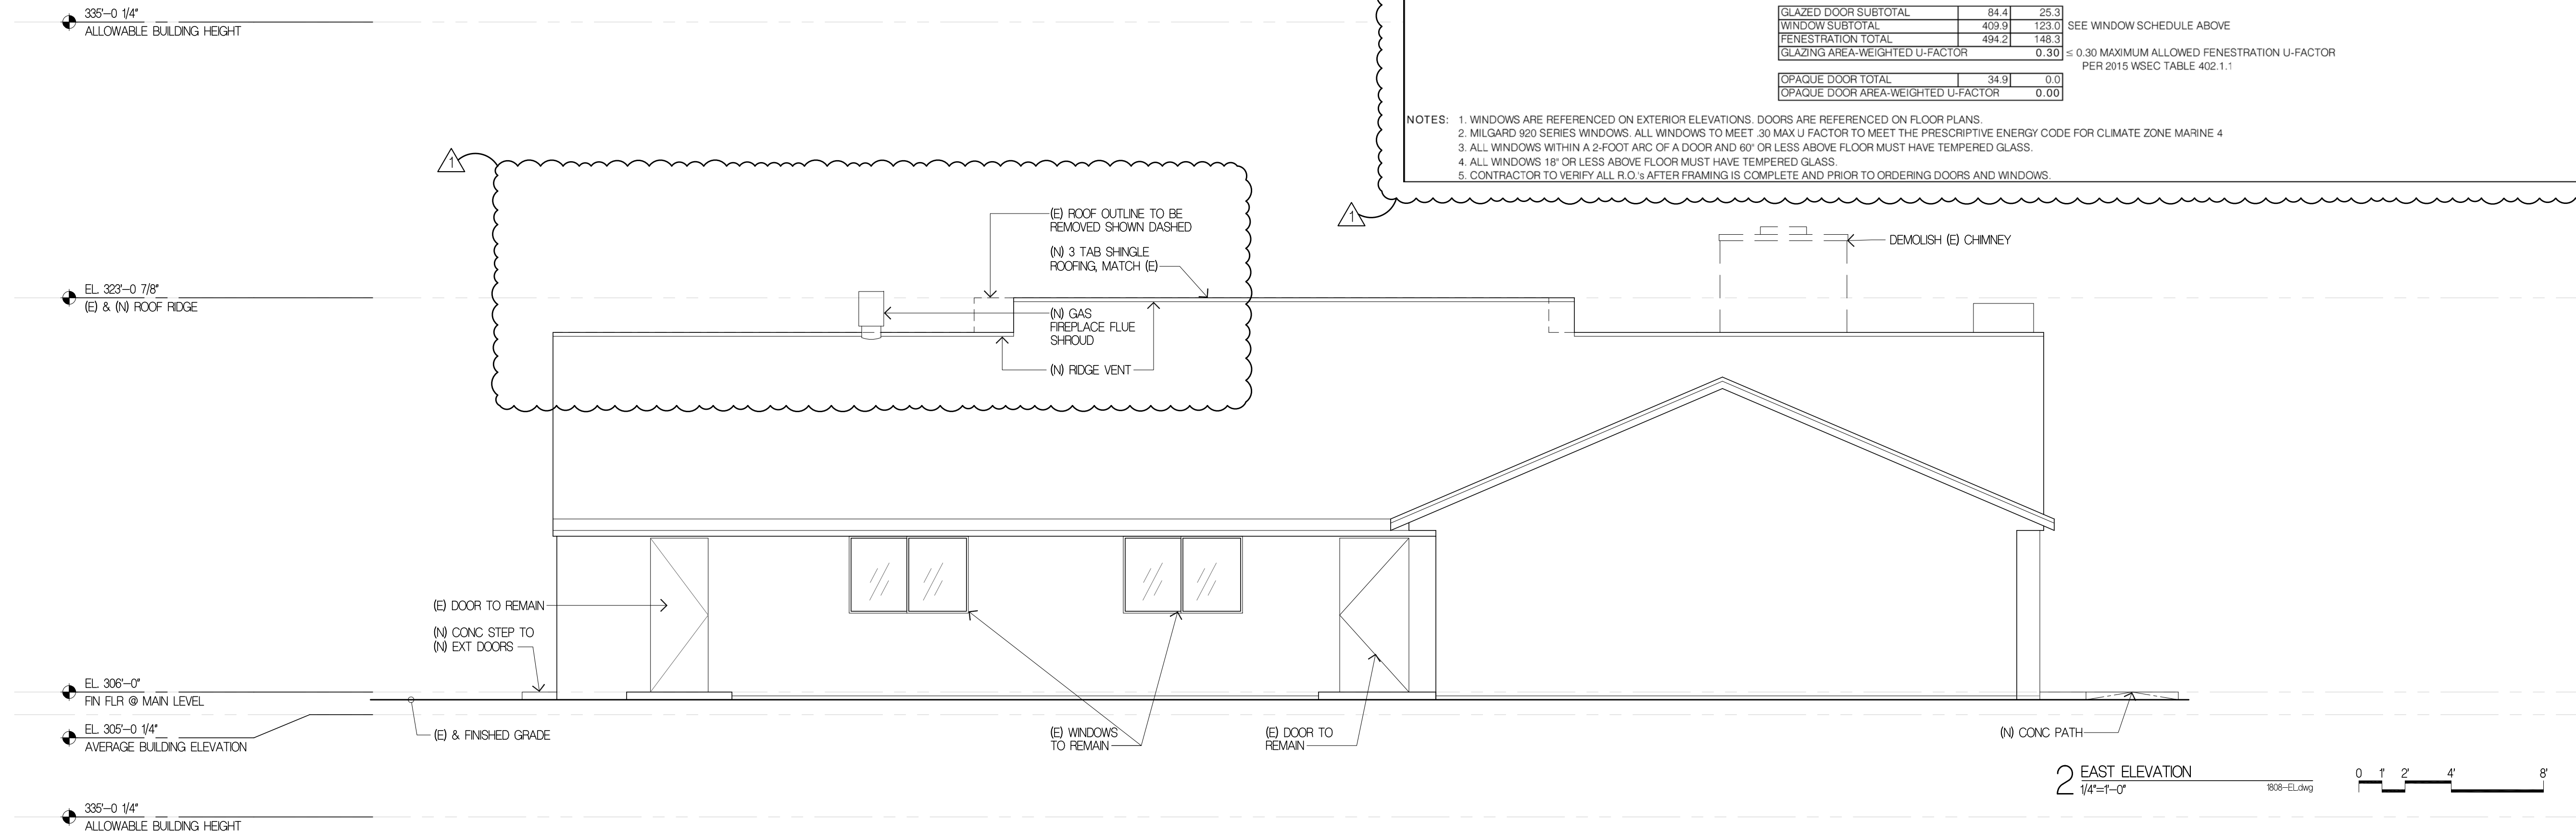 335'-0 1/4"
ALLOWABLE BUILDING HEIGHT
GLAZED DOOR SUBTOTAL 84.4 25.3
WINDOW SUBTOTAL 409.9 123.0 SEE WINDOW SCHEDULE ABOVE
FENESTRATION TOTAL 494.2 148.3
GLAZING AREA-WEIGHTED U-FACTOR 0.30 ≤ 0.30 MAXIMUM ALLOWED FENESTRATION U-FACTOR
PER 2015 WSEC TABLE 402.1.1
OPAQUE DOOR TOTAL 34.9 0.0
OPAQUE DOOR AREA-WEIGHTED U-FACTOR 0.00
NOTES: 1. WINDOWS ARE REFERENCED ON EXTERIOR ELEVATIONS. DOORS ARE REFERENCED ON FLOOR PLANS.
2. MILGARD 920 SERIES WINDOWS. ALL WINDOWS TO MEET .30 MAX U FACTOR TO MEET THE PRESCRIPTIVE ENERGY CODE FOR CLIMATE ZONE MARINE 4
3. ALL WINDOWS WITHIN A 2-FOOT ARC OF A DOOR AND 60" OR LESS ABOVE FLOOR MUST HAVE TEMPERED GLASS.
4. ALL WINDOWS 18" OR LESS ABOVE FLOOR MUST HAVE TEMPERED GLASS.
5. CONTRACTOR TO VERIFY ALL R.O.'s AFTER FRAMING IS COMPLETE AND PRIOR TO ORDERING DOORS AND WINDOWS.
1
1
(E) ROOF OUTLINE TO BE
REMOVED SHOWN DASHED
(N) 3 TAB SHINGLE
ROOFING, MATCH (E)
DEMOLISH (E) CHIMNEY
EL. 323'-0 7/8"
(E) & (N) ROOF RIDGE
(N) GAS
FIREPLACE FLUE
SHROUD
(N) RIDGE VENT
(E) DOOR TO REMAIN
(N) CONC STEP TO
(N) EXT DOORS
EL. 306'-0"
FIN FLR @ MAIN LEVEL
EL. 305'-0 1/4"
AVERAGE BUILDING ELEVATION
(E) & FINISHED GRADE
(E) WINDOWS
TO REMAIN
(E) DOOR TO
REMAIN
(N) CONC PATH
2 EAST ELEVATION
1/4"=1'-0" 1808-EL.dwg
0 1' 2' 4' 8'
335'-0 1/4"
ALLOWABLE BUILDING HEIGHT